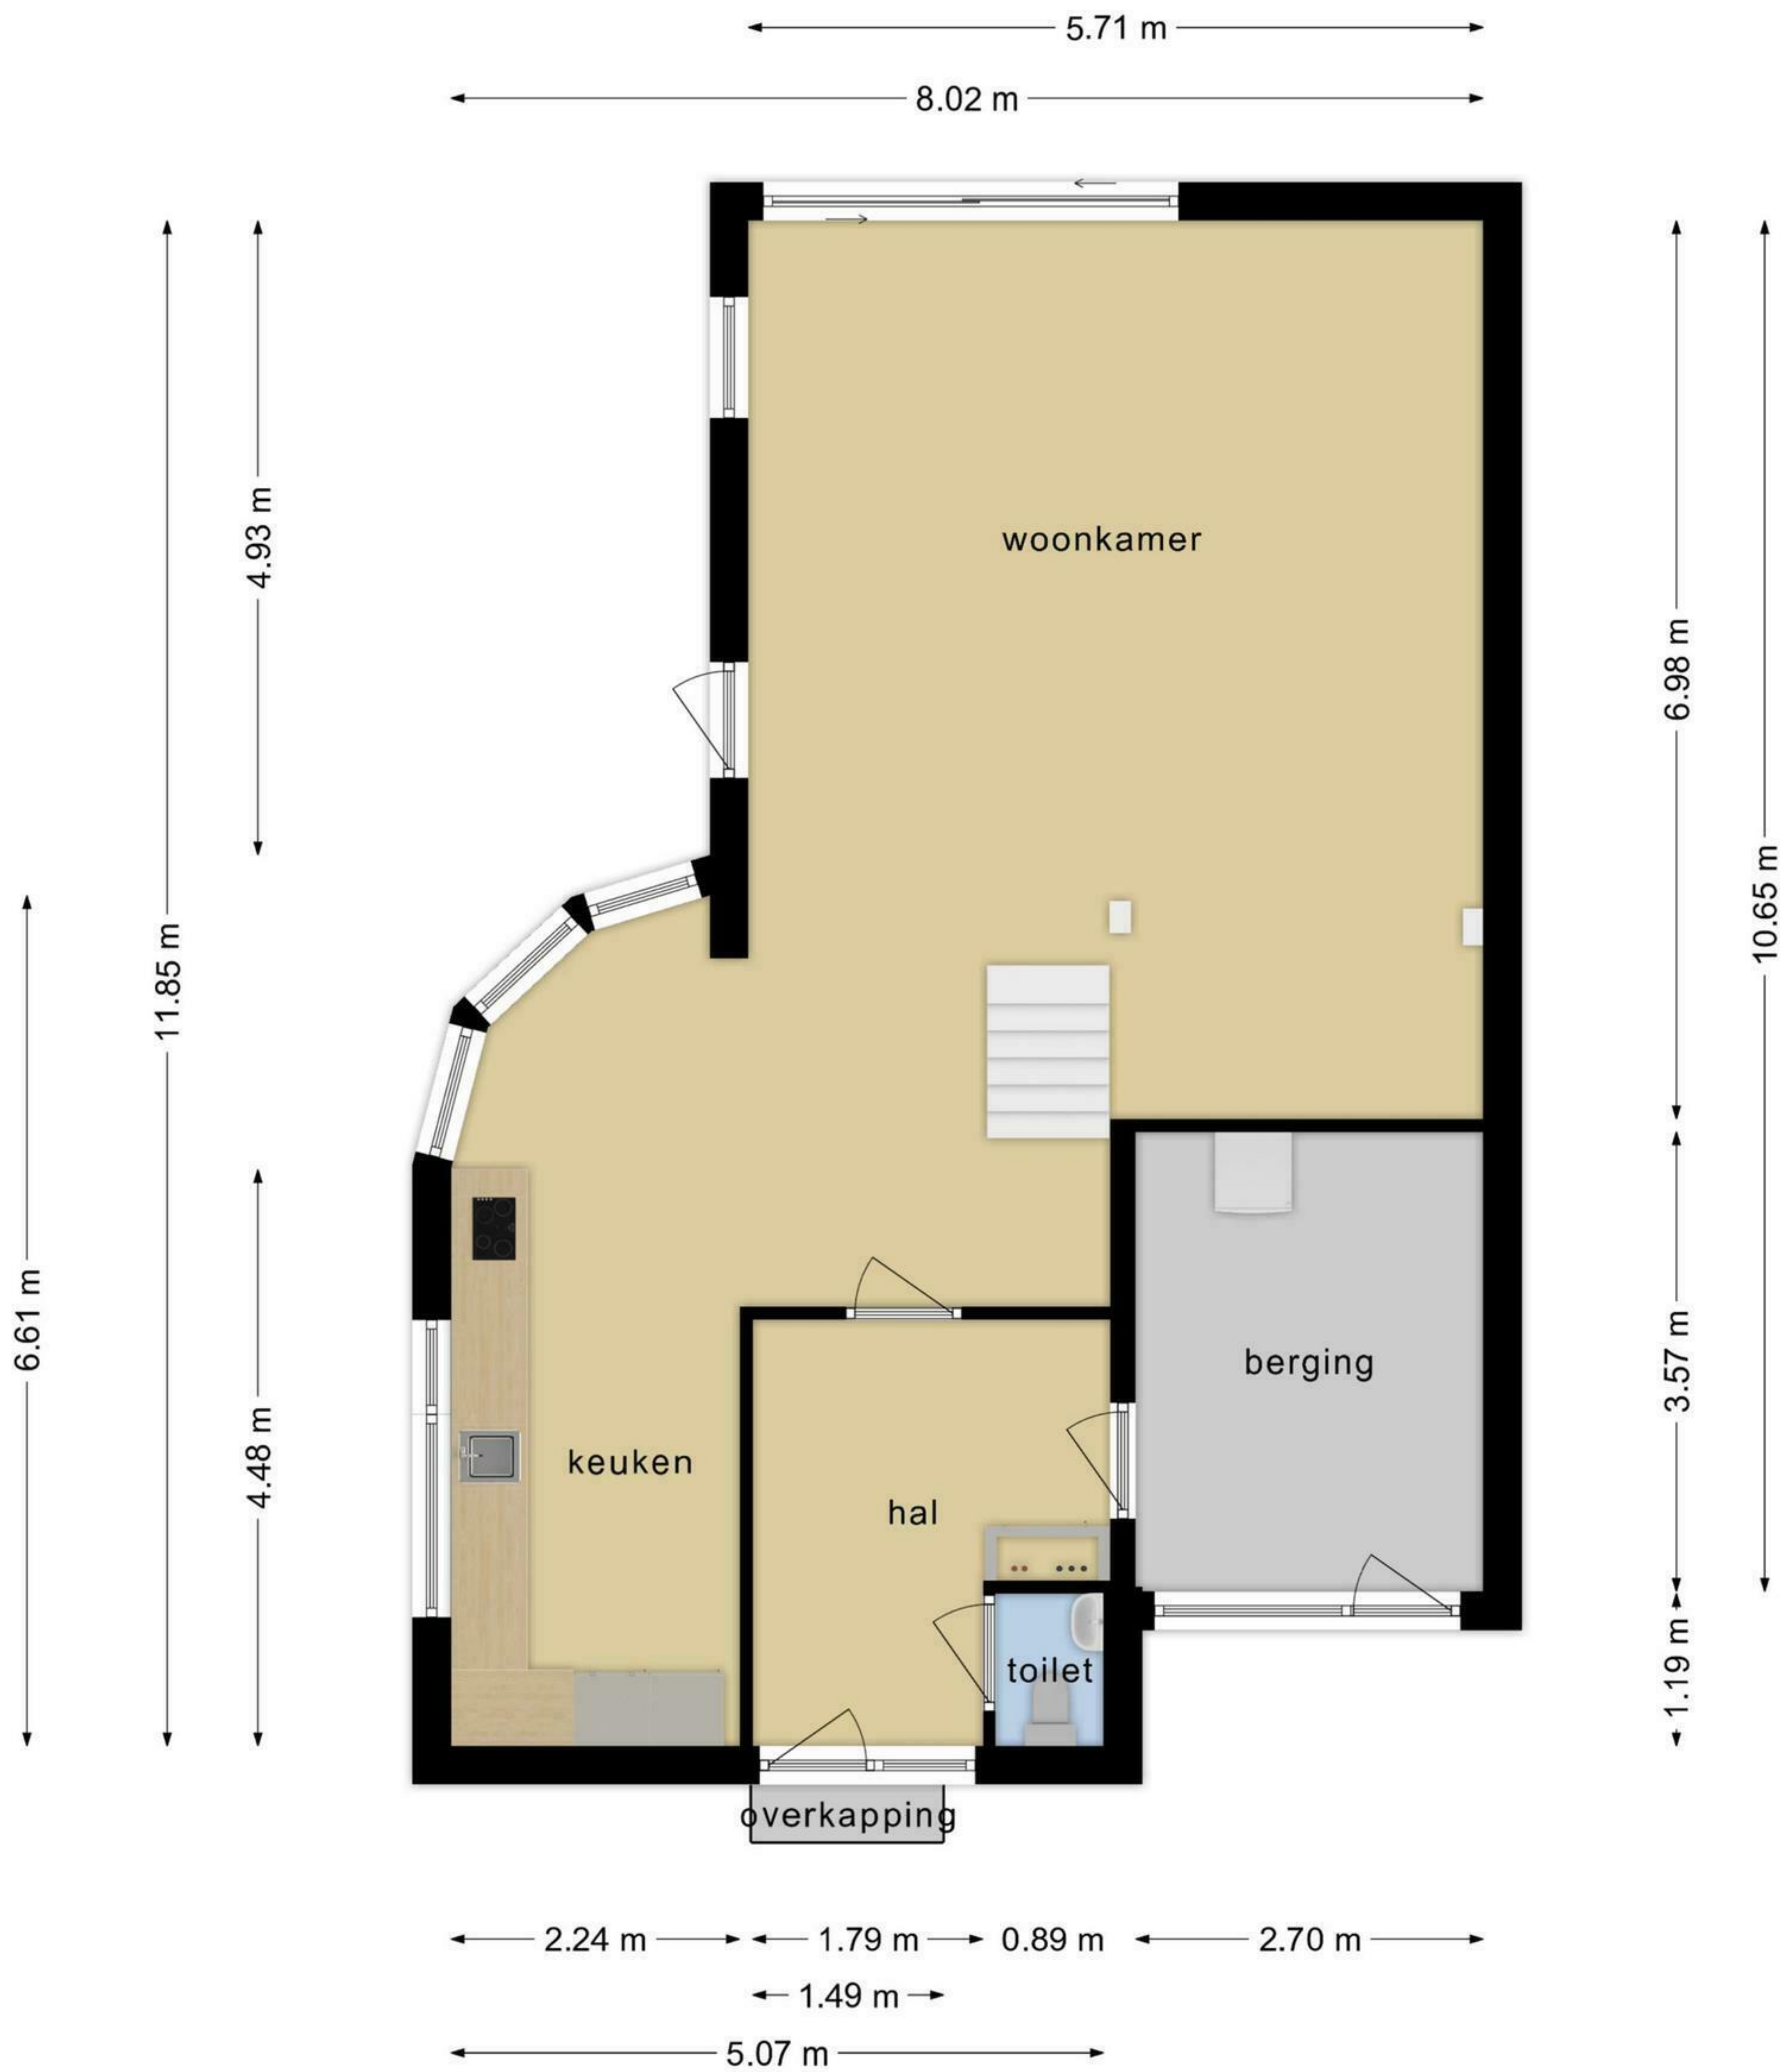 5.71 m
8.02 m
4.93 m
woonkamer
6.98 m
10.65 m
11.85 m
6.61 m
4.48 m
3.57 m
berging
keuken
hal
1.19 m
toilet
overkapping
2.24 m
1.79 m
0.89 m
2.70 m
1.49 m
5.07 m